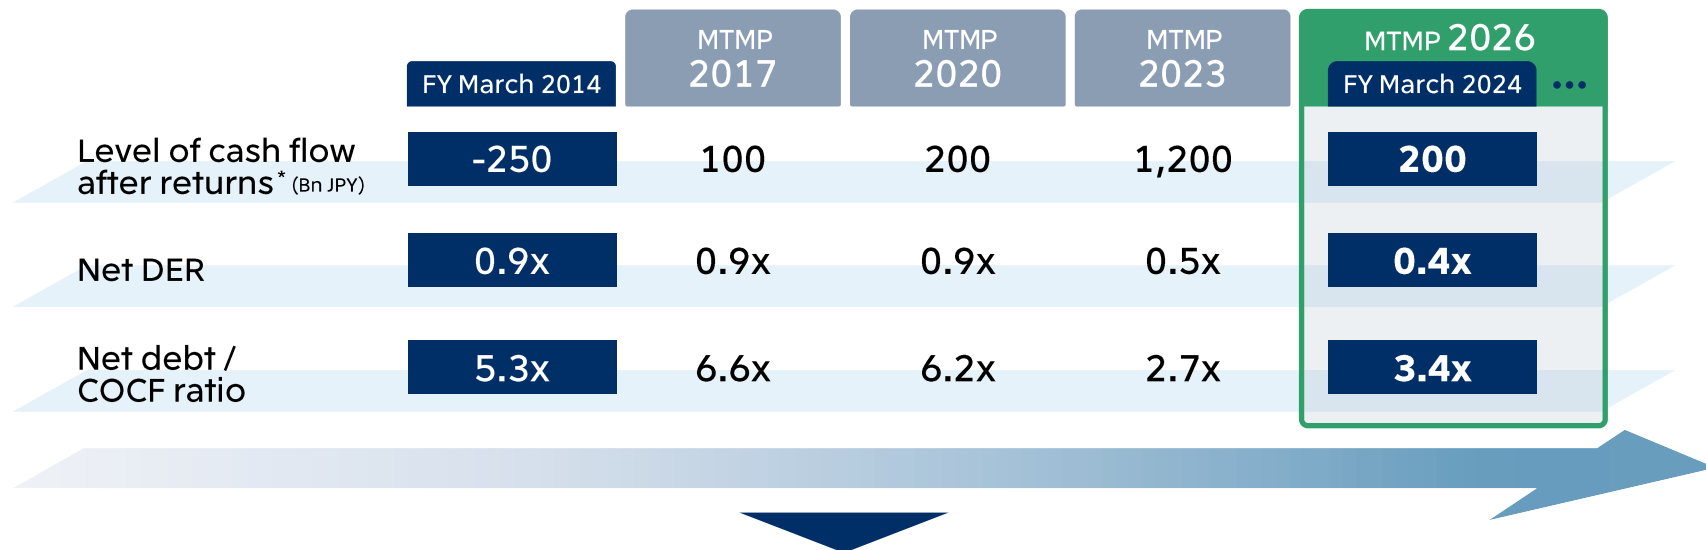 FY March 2014
MTMP
2017
MTMP
2020
MTMP
2023
MTMP 2026
FY March 2024 •••
Level of cash flow
after returns* (Bn JPY)
-250
100
200
1,200
200
Net DER
0.9x
0.9x
0.9x
0.5x
0.4x
Net debt /
COCF ratio
5.3x
6.6x
6.2x
2.7x
3.4x